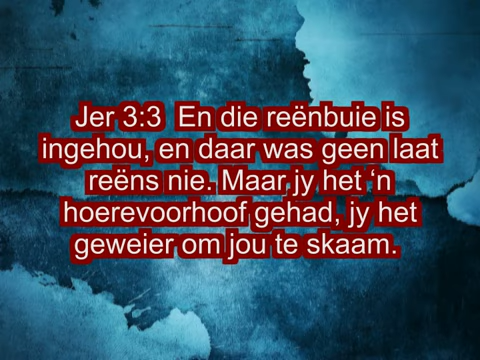 Jer 3:3  En die reënbuie is
ingehou, en daar was geen laat
reëns nie. Maar jy het ‘n
hoerevoorhoof gehad, jy het
geweier om jou te skaam.